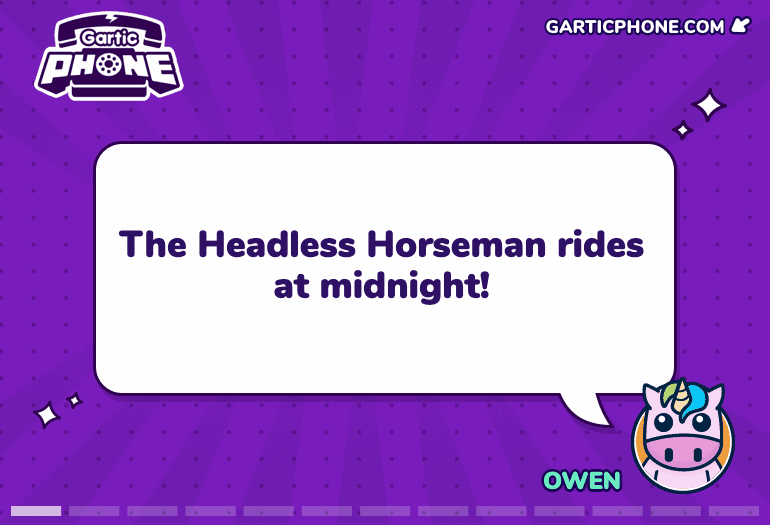 Gartic
PHONE
GARTICPHONE.COM
The Headless Horseman rides
at midnight!
OWEN